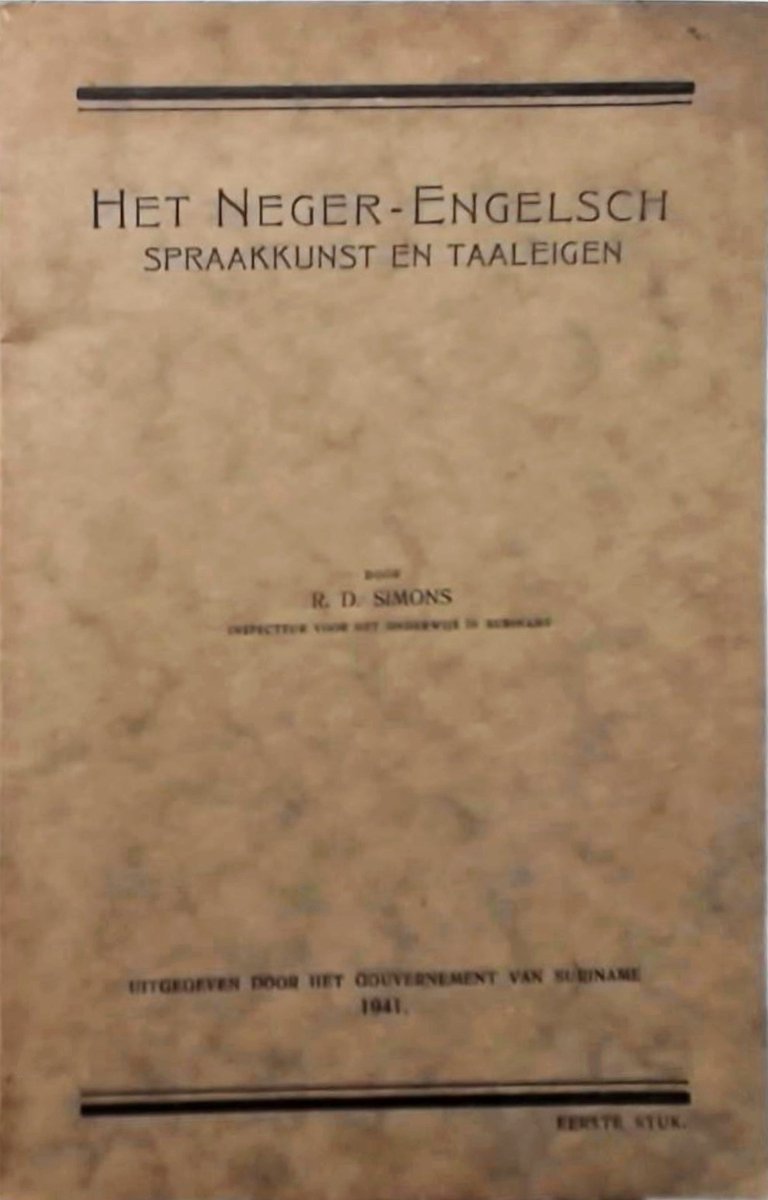 HET NEGER-ENGELSCH
SPRAAKKUNST EN TAALEIGEN
DOOR
R. D. SIMONS
INSPECTEUR VOOR HET ONDERWIJS IN SURINAME
UITGEGEVEN DOOR HET GOUVERNEMENT VAN SURINAME
1941.
EERSTE STUK.